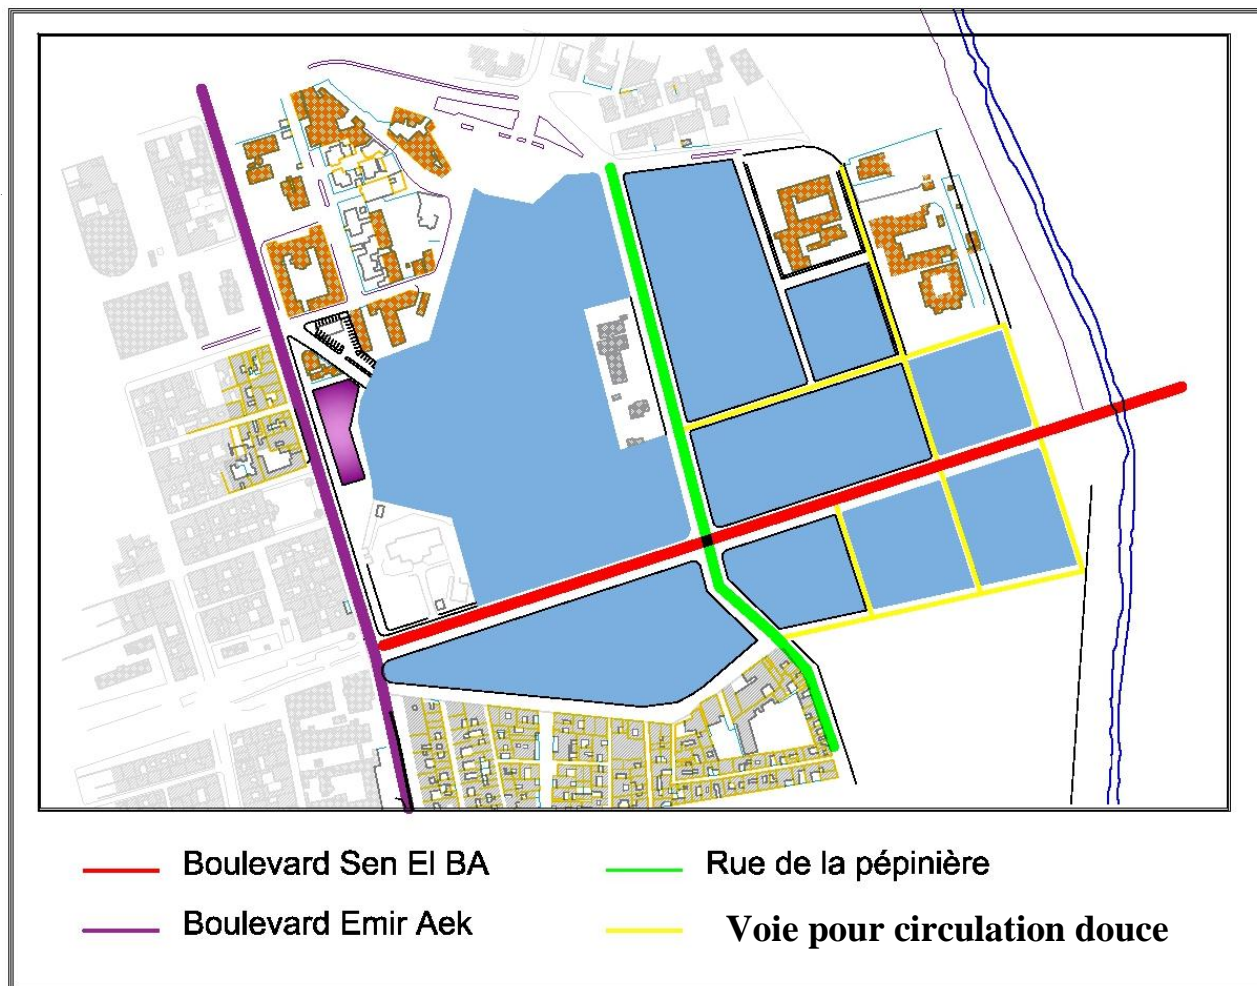 Boulevard Sen El BA
Rue de la pépinière
Boulevard Emir Aek
Voie pour circulation douce